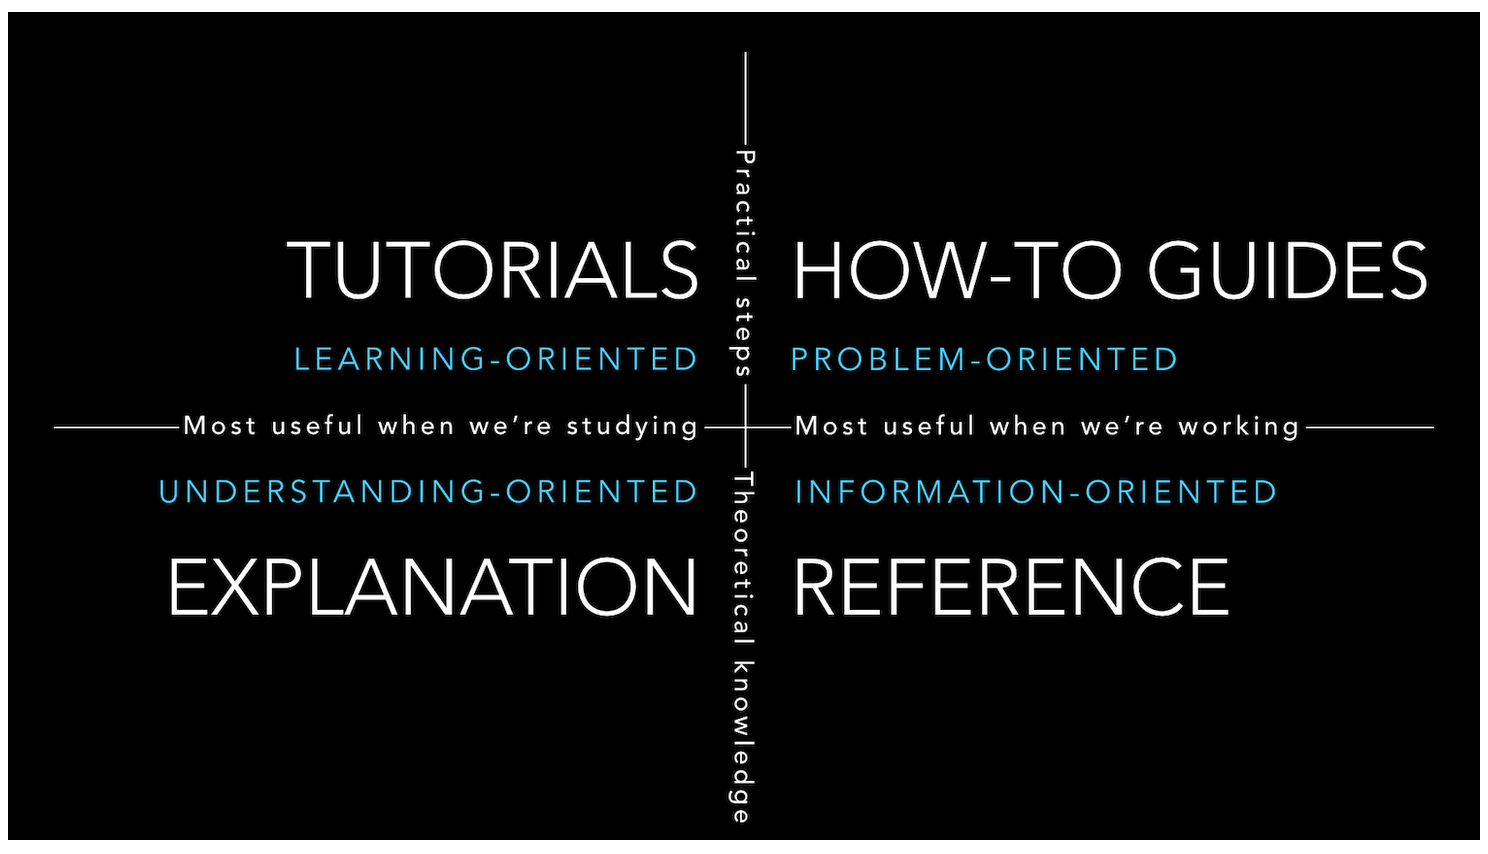 Practical steps
TUTORIALS
HOW-TO GUIDES
LEARNING-ORIENTED
PROBLEM-ORIENTED
Most useful when we’re studying
Most useful when we’re working
UNDERSTANDING-ORIENTED
INFORMATION-ORIENTED
EXPLANATION
REFERENCE
Theoretical knowledge